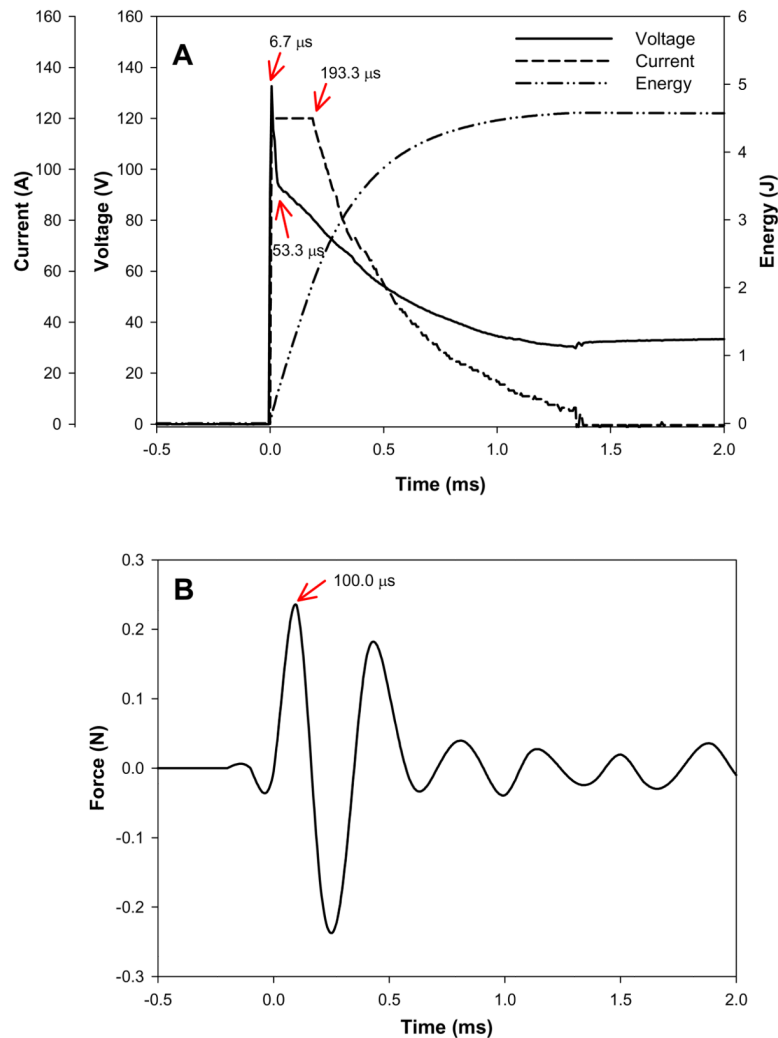 A
6.7 μs
193.3 μs
53.3 μs
Voltage
Current
Energy
Current (A)
160
140
120
100
80
60
40
20
0
Voltage (V)
160
140
120
100
80
60
40
20
0
Energy (J)
6
5
4
3
2
1
0
-0.5
0.0
0.5
1.0
1.5
2.0
Time (ms)
B
100.0 μs
Force (N)
0.3
0.2
0.1
0.0
-0.1
-0.2
-0.3
-0.5
0.0
0.5
1.0
1.5
2.0
Time (ms)